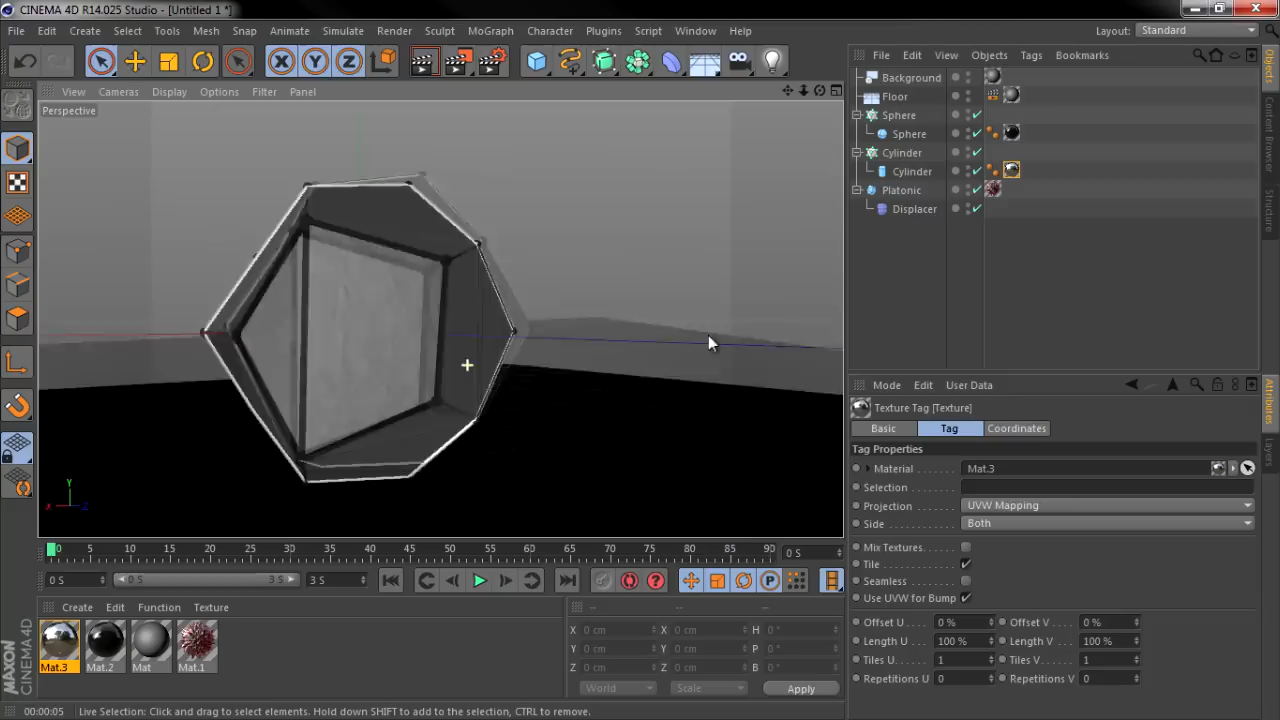 CINEMA 4D R14.025 Studio - [Untitled 1 *]
File Edit Create Select Tools Mesh Snap Animate Simulate Render Sculpt MoGraph Character Plugins Script Window Help
Layout: Standard
File Edit View Objects Tags Bookmarks
View Cameras Display Options Filter Panel
Perspective
Background
Floor
Sphere
Sphere
Cylinder
Cylinder
Platonic
Displacer
Objects
Content Browser
Structure
Mode Edit User Data
Texture Tag [Texture]
Basic Tag Coordinates
Tag Properties
Material Mat.3
Selection
Projection UVW Mapping
Side Both
Mix Textures
Tile
Seamless
Use UVW for Bump
Offset U 0 % Offset V 0 %
Length U 100 % Length V 100 %
Tiles U 1 Tiles V 1
Repetitions U 0 Repetitions V 0
Attributes
Layers
Y
X Z
0 5 10 15 20 25 30 35 40 45 50 55 60 65 70 75 80 85 90 0 S
0 S 0 S 3 S 3 S
Create Edit Function Texture
Mat.3 Mat.2 Mat Mat.1
-- -- --
X 0 cm X 0 cm H 0 °
Y 0 cm Y 0 cm P 0 °
Z 0 cm Z 0 cm B 0 °
World Scale Apply
MAXON CINEMA 4D
00:00:05 Live Selection: Click and drag to select elements. Hold down SHIFT to add to the selection, CTRL to remove.